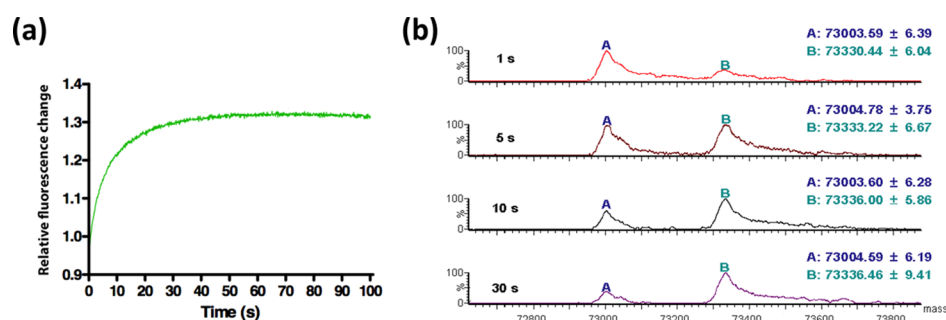 (a)
Relative fluorescence change
1.4
1.3
1.2
1.1
1.0
0.9
0 10 20 30 40 50 60 70 80 90 100
Time (s)
(b)
1 s
100
%
0
A
B
A: 73003.59 ± 6.39
B: 73330.44 ± 6.04
5 s
100
%
0
A
B
A: 73004.78 ± 3.75
B: 73333.22 ± 6.67
10 s
100
%
0
A
B
A: 73003.60 ± 6.28
B: 73336.00 ± 5.86
30 s
100
%
0
A
B
A: 73004.59 ± 6.19
B: 73336.46 ± 9.41
72800 73000 73200 73400 73600 73800 mass